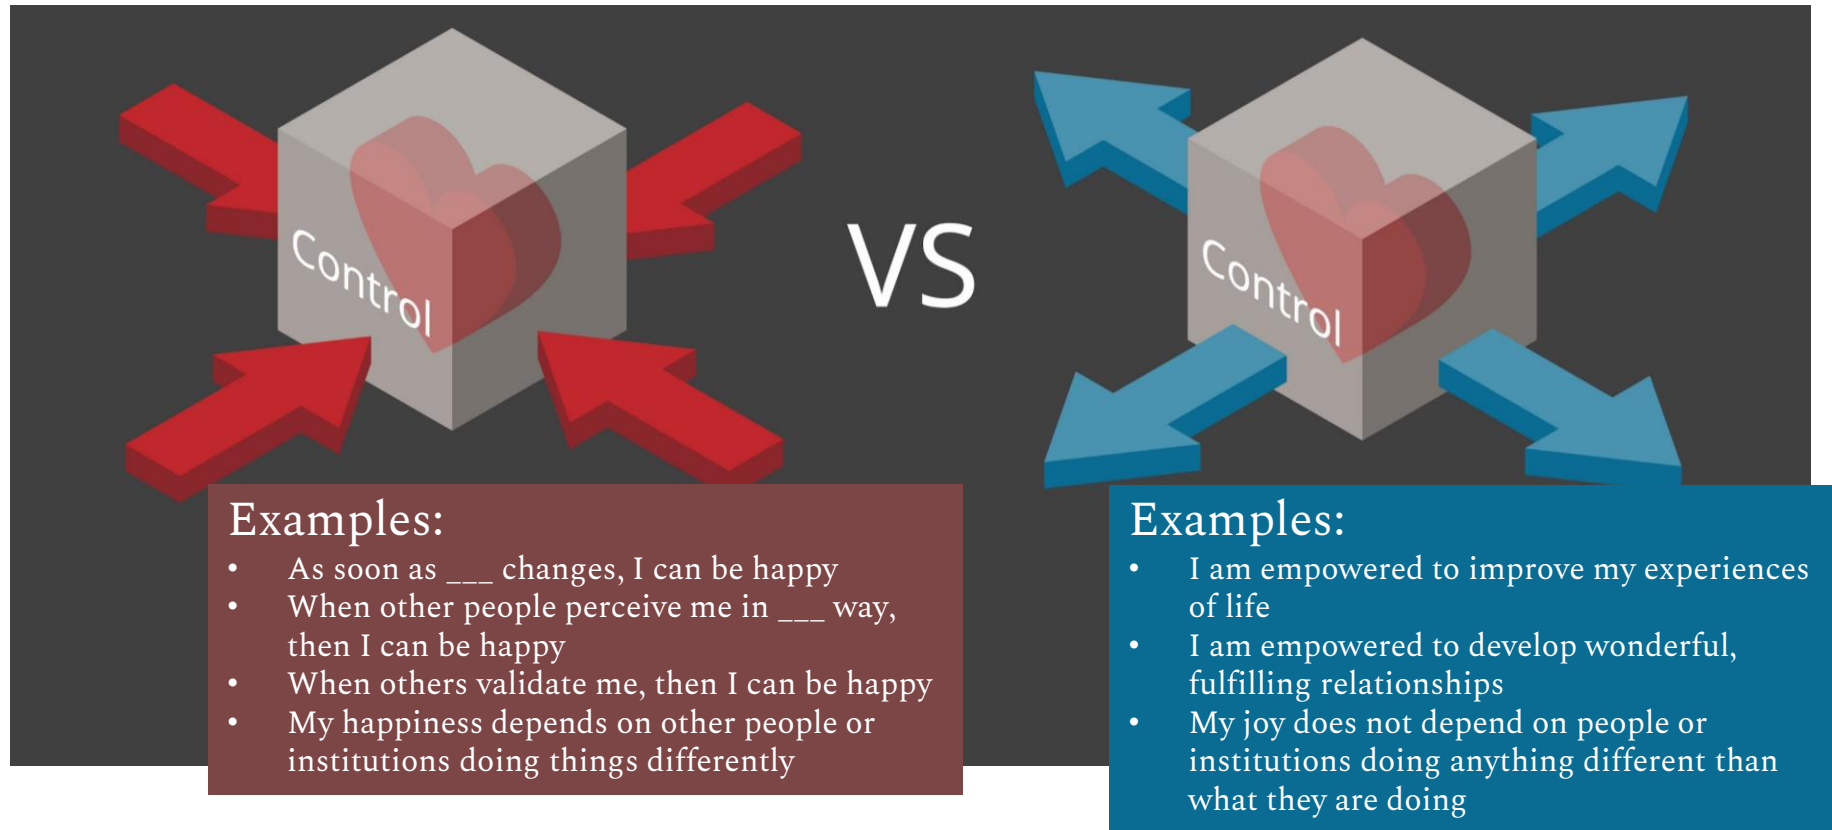 Control
VS
Control
Examples:
• As soon as ___ changes, I can be happy
• When other people perceive me in ___ way,
then I can be happy
• When others validate me, then I can be happy
• My happiness depends on other people or
institutions doing things differently
Examples:
• I am empowered to improve my experiences
of life
• I am empowered to develop wonderful,
fulfilling relationships
• My joy does not depend on people or
institutions doing anything different than
what they are doing